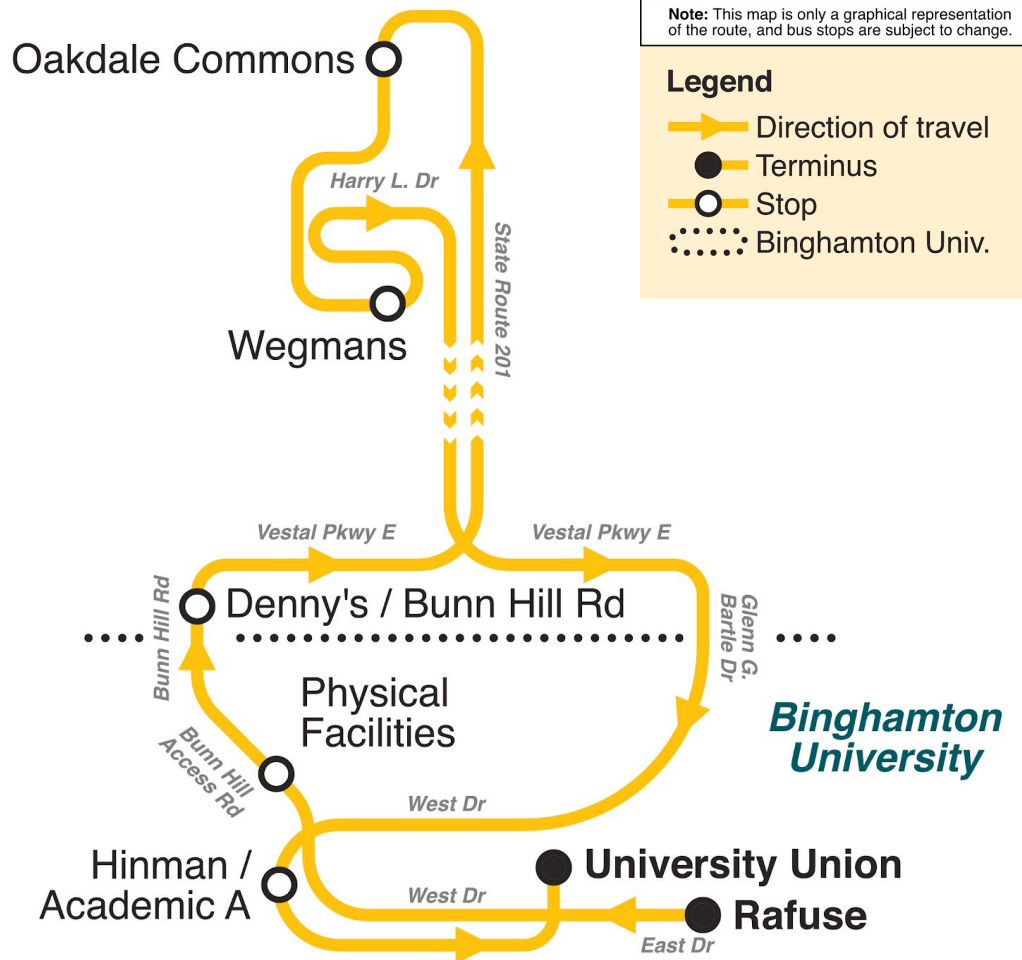 Note: This map is only a graphical representation
of the route, and bus stops are subject to change.
Legend
Direction of travel
Terminus
Stop
Binghamton Univ.
Oakdale Commons
Harry L. Dr
State Route 201
Wegmans
Vestal Pkwy E
Vestal Pkwy E
Bunn Hill Rd
Denny's / Bunn Hill Rd
Glenn G.
Bartle Dr
Physical
Facilities
Binghamton
University
Bunn Hill
Access Rd
West Dr
Hinman /
Academic A
University Union
West Dr
Rafuse
East Dr